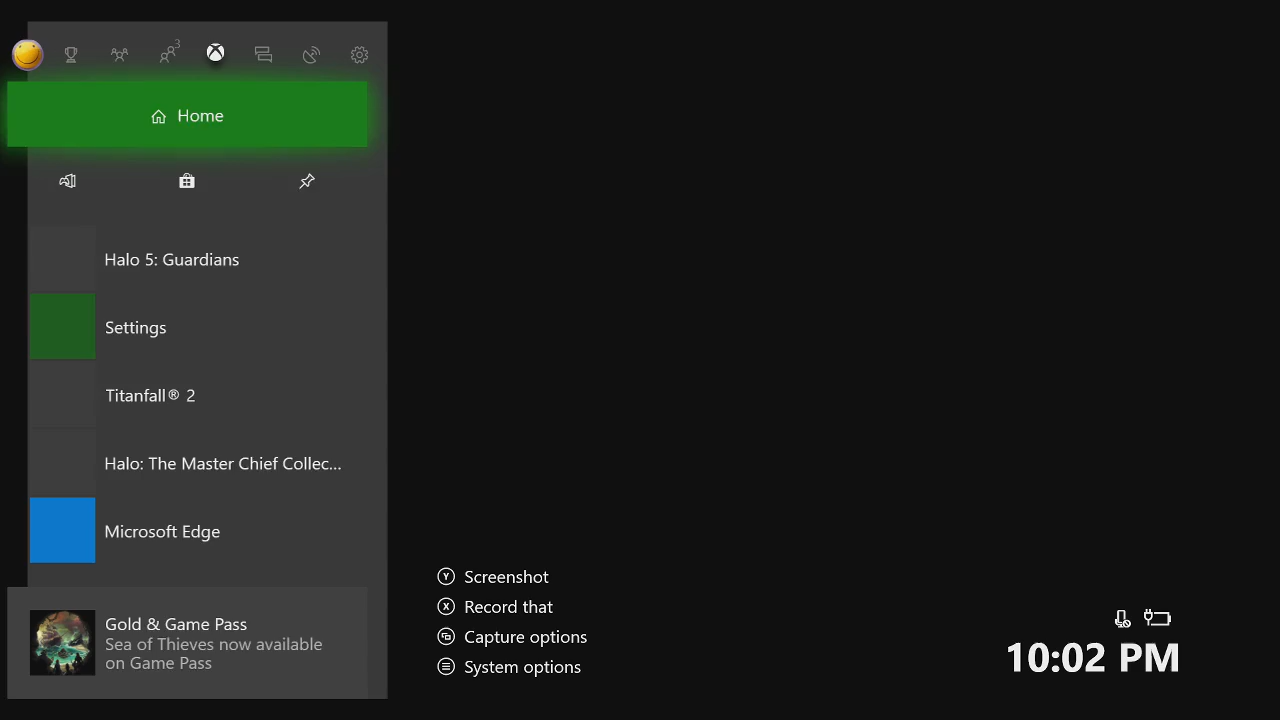 3
Home
Halo 5: Guardians
Settings
Titanfall® 2
Halo: The Master Chief Collec...
Microsoft Edge
Gold & Game Pass
Sea of Thieves now available
on Game Pass
Y Screenshot
X Record that
Capture options
System options
10:02 PM